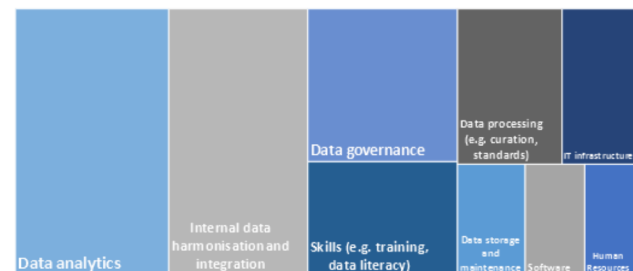 Data analytics
Internal data
harmonisation and
integration
Data governance
Skills (e.g. training,
data literacy)
Data processing
(e.g. curation,
standards)
IT infrastructure
Data storage
and
maintenance
Software
Human
Resources